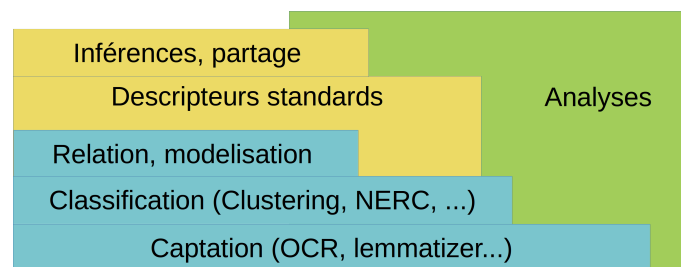 Inférences, partage
Descripteurs standards
Analyses
Relation, modelisation
Classification (Clustering, NERC, ...)
Captation (OCR, lemmatizer...)